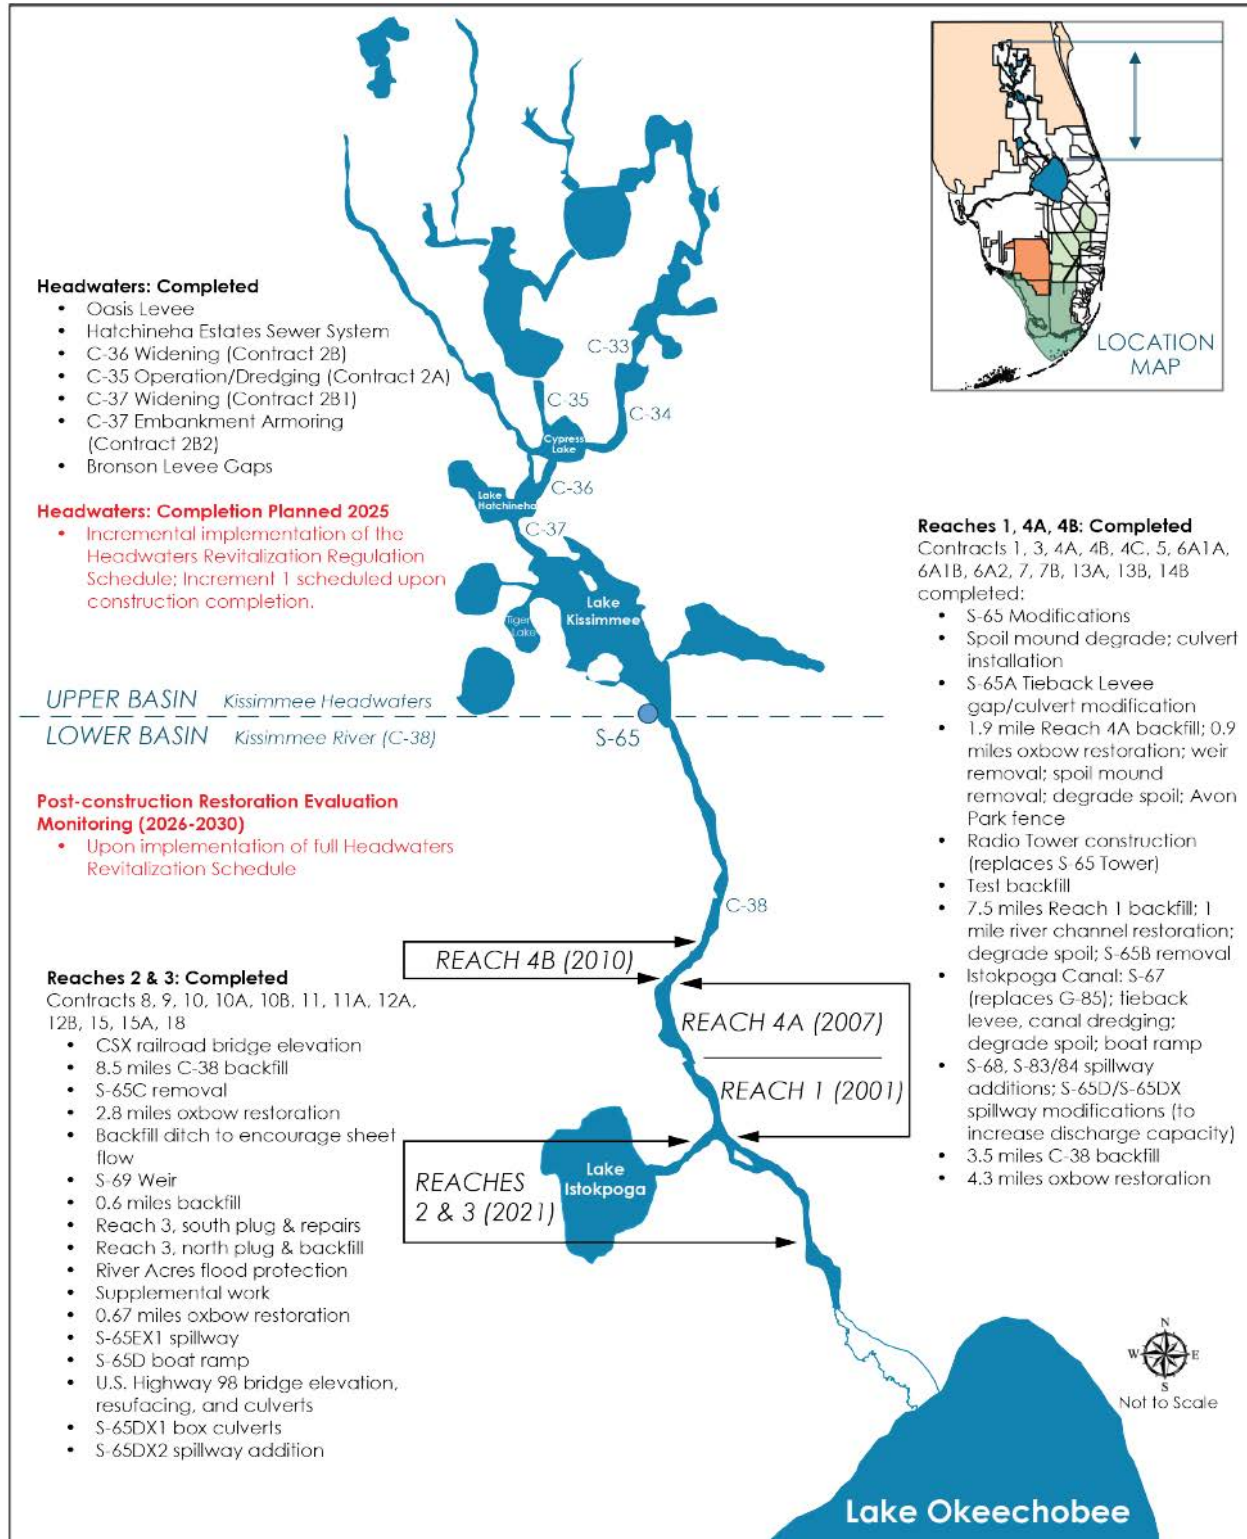 LOCATION
MAP
Headwaters: Completed
• Oasis Levee
• Hatchineha Estates Sewer System
• C-36 Widening (Contract 2B)
• C-35 Operation/Dredging (Contract 2A)
• C-37 Widening (Contract 2B1)
• C-37 Embankment Armoring
(Contract 2B2)
• Bronson Levee Gaps
Headwaters: Completion Planned 2025
• Incremental implementation of the
Headwaters Revitalization Regulation
Schedule; Increment 1 scheduled upon
construction completion.
C-33
C-35
C-34
Cypress
Lake
C-36
Lake
Hatchineha
C-37
Lake
Kissimmee
Tiger
Lake
UPPER BASIN Kissimmee Headwaters
LOWER BASIN Kissimmee River (C-38)
S-65
Post-construction Restoration Evaluation
Monitoring (2026-2030)
• Upon implementation of full Headwaters
Revitalization Schedule
C-38
REACH 4B (2010)
REACH 4A (2007)
REACH 1 (2001)
Lake
Istokpoga
REACHES
2 & 3 (2021)
Reaches 2 & 3: Completed
Contracts 8, 9, 10, 10A, 10B, 11, 11A, 12A,
12B, 15, 15A, 18
• CSX railroad bridge elevation
• 8.5 miles C-38 backfill
• S-65C removal
• 2.8 miles oxbow restoration
• Backfill ditch to encourage sheet
flow
• S-69 Weir
• 0.6 miles backfill
• Reach 3, south plug & repairs
• Reach 3, north plug & backfill
• River Acres flood protection
• Supplemental work
• 0.67 miles oxbow restoration
• S-65EX1 spillway
• S-65D boat ramp
• U.S. Highway 98 bridge elevation,
resufacing, and culverts
• S-65DX1 box culverts
• S-65DX2 spillway addition
Reaches 1, 4A, 4B: Completed
Contracts 1, 3, 4A, 4B, 4C, 5, 6A1A,
6A1B, 6A2, 7, 7B, 13A, 13B, 14B
completed:
• S-65 Modifications
• Spoil mound degrade; culvert
installation
• S-65A Tieback Levee
gap/culvert modification
• 1.9 mile Reach 4A backfill; 0.9
miles oxbow restoration; weir
removal; spoil mound
removal; degrade spoil; Avon
Park fence
• Radio Tower construction
(replaces S-65 Tower)
• Test backfill
• 7.5 miles Reach 1 backfill; 1
mile river channel restoration;
degrade spoil; S-65B removal
• Istokpoga Canal: S-67
(replaces G-85); tieback
levee, canal dredging;
degrade spoil; boat ramp
• S-68, S-83/84 spillway
additions; S-65D/S-65DX
spillway modifications (to
increase discharge capacity)
• 3.5 miles C-38 backfill
• 4.3 miles oxbow restoration
N
W E
S
Not to Scale
Lake Okeechobee